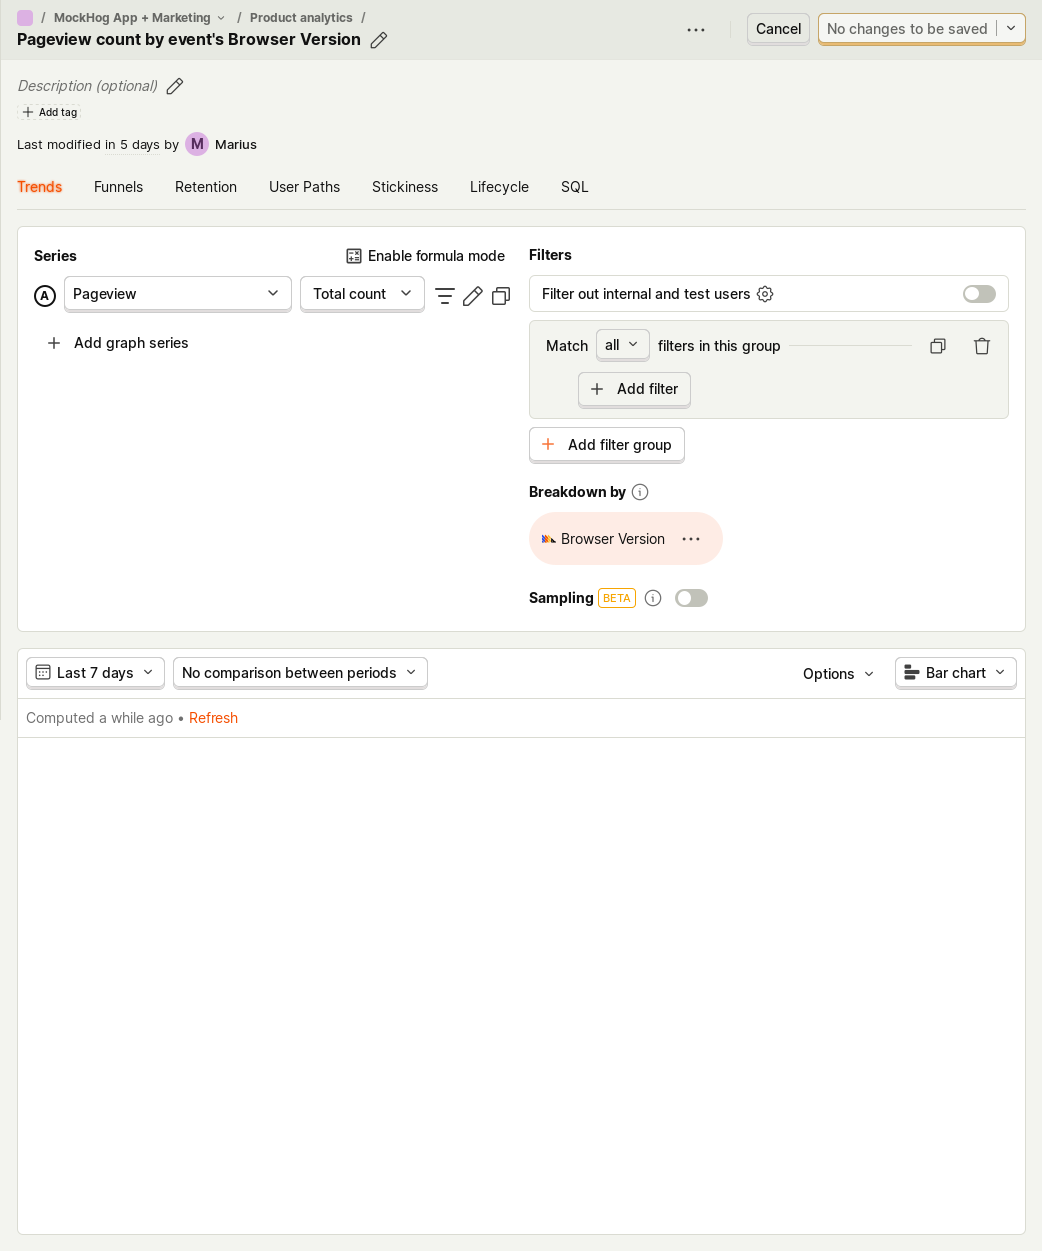 / MockHog App + Marketing / Product analytics /
Pageview count by event's Browser Version
Cancel
No changes to be saved
Description (optional)
Add tag
Last modified in 5 days by M Marius
Trends Funnels Retention User Paths Stickiness Lifecycle SQL
Series
Enable formula mode
A Pageview Total count
Add graph series
Filters
Filter out internal and test users
Match all filters in this group
Add filter
Add filter group
Breakdown by
Browser Version
Sampling BETA
Last 7 days No comparison between periods Options Bar chart
Computed a while ago • Refresh